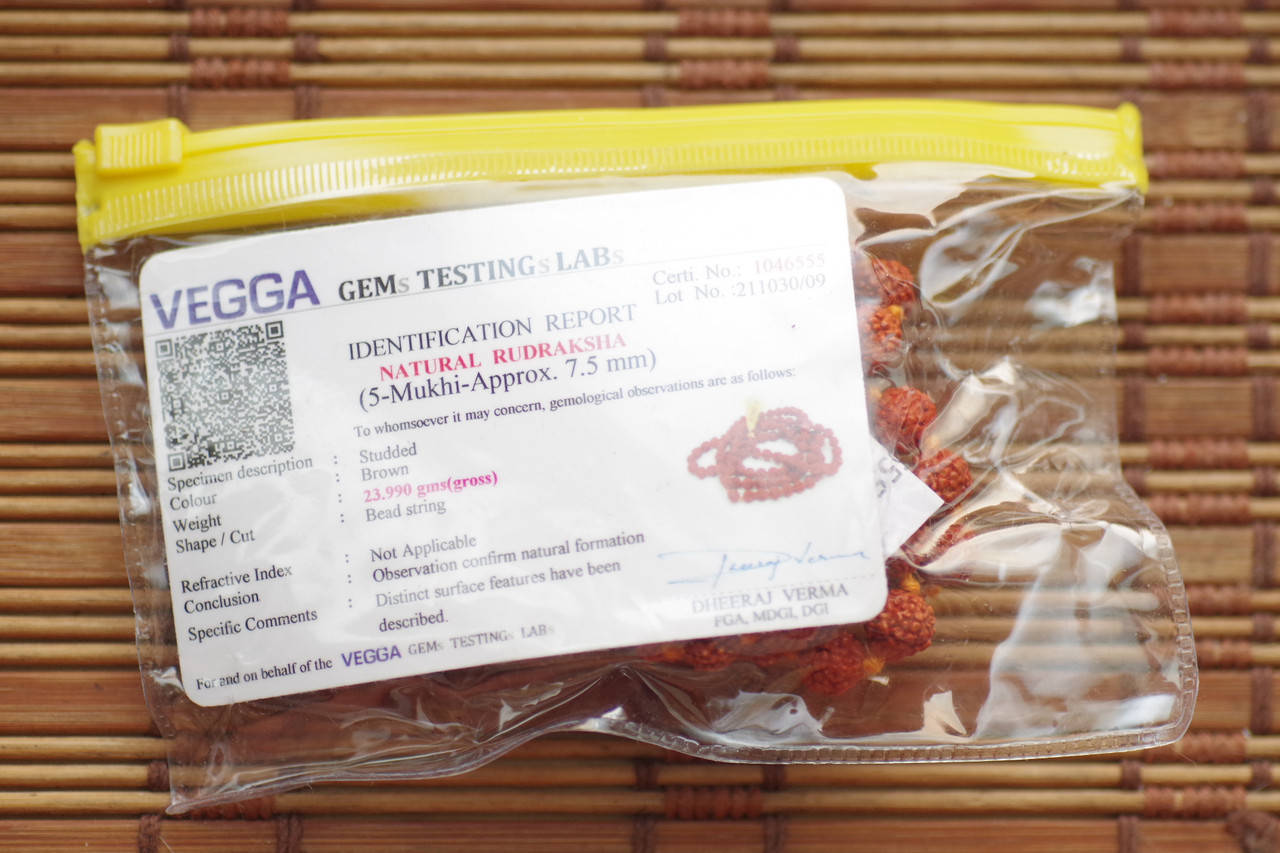 VEGGA GEMs TESTINGs LABs
Certi. No.: 1046555
Lot No. :211030/09
IDENTIFICATION REPORT
NATURAL RUDRAKSHA
(5-Mukhi-Approx. 7.5 mm)
To whomsoever it may concern, gemological observations are as follows:
Specimen description : Studded
Colour : Brown
Weight : 23.990 gms(gross)
Shape / Cut : Bead string
Refractive Index : Not Applicable
Conclusion : Observation confirm natural formation
Specific Comments : Distinct surface features have been
described.
Dheeraj Verma
DHEERAJ VERMA
FGA, MDGI, DGI
For and on behalf of the VEGGA GEMs TESTINGs LABs